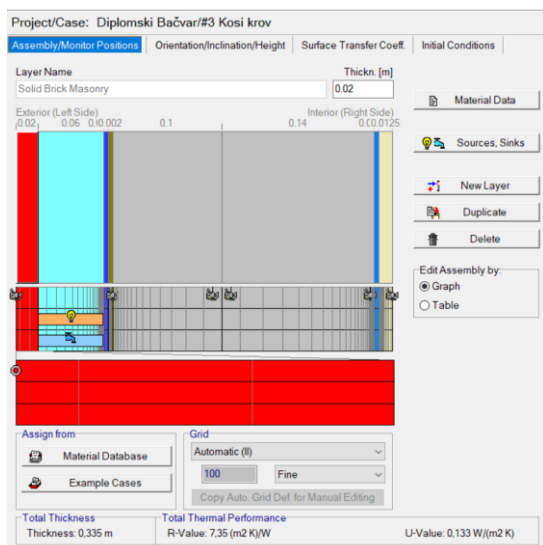 Project/Case: Diplomski Bačvar/#3 Kosi krov
Assembly/Monitor Positions Orientation/Inclination/Height Surface Transfer Coeff. Initial Conditions
Layer Name Thickn. [m]
Solid Brick Masonry 0.02
Exterior (Left Side) Interior (Right Side)
0.02 0.06 0.002 0.1 0.14 0.0125
Material Data
Sources, Sinks
New Layer
Duplicate
Delete
Edit Assembly by:
Graph
Table
Assign from
Material Database
Example Cases
Grid
Automatic (II)
100 Fine
Copy Auto. Grid Def. for Manual Editing
Total Thickness Total Thermal Performance
Thickness: 0,335 m R-Value: 7,35 (m2 K)/W U-Value: 0,133 W/(m2 K)